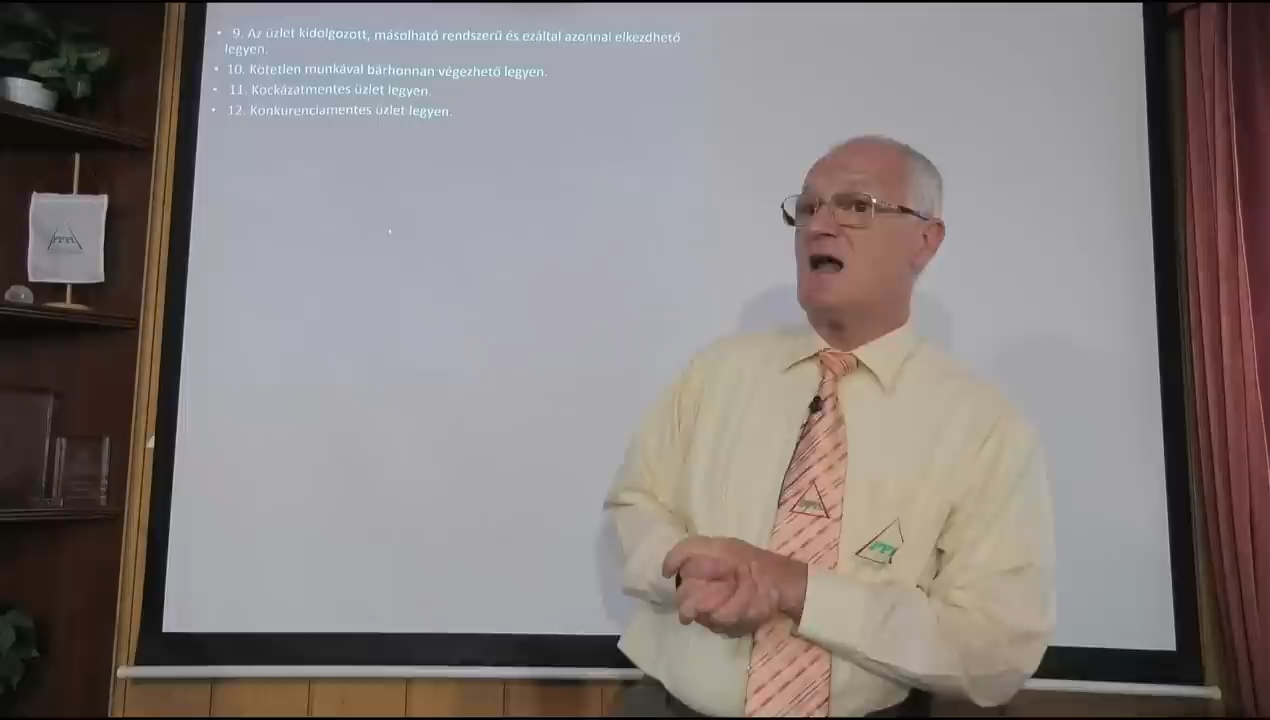 • 9. Az üzlet kidolgozott, másolható rendszerű és ezáltal azonnal elkezdhető
legyen.
• 10. Kötetlen munkával bárhonnan végezhető legyen.
• 11. Kockázatmentes üzlet legyen.
• 12. Konkurenciamentes üzlet legyen.